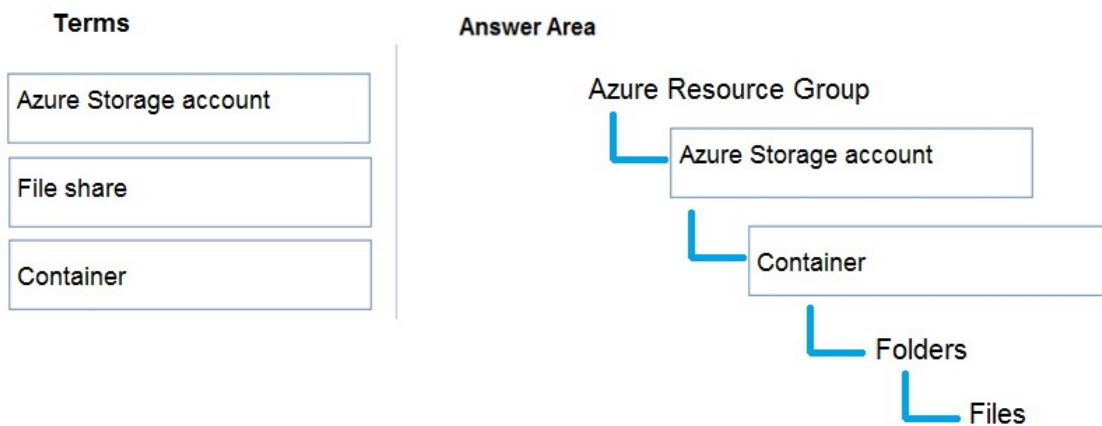 Terms
Azure Storage account
File share
Container
Answer Area
Azure Resource Group
Azure Storage account
Container
Folders
Files